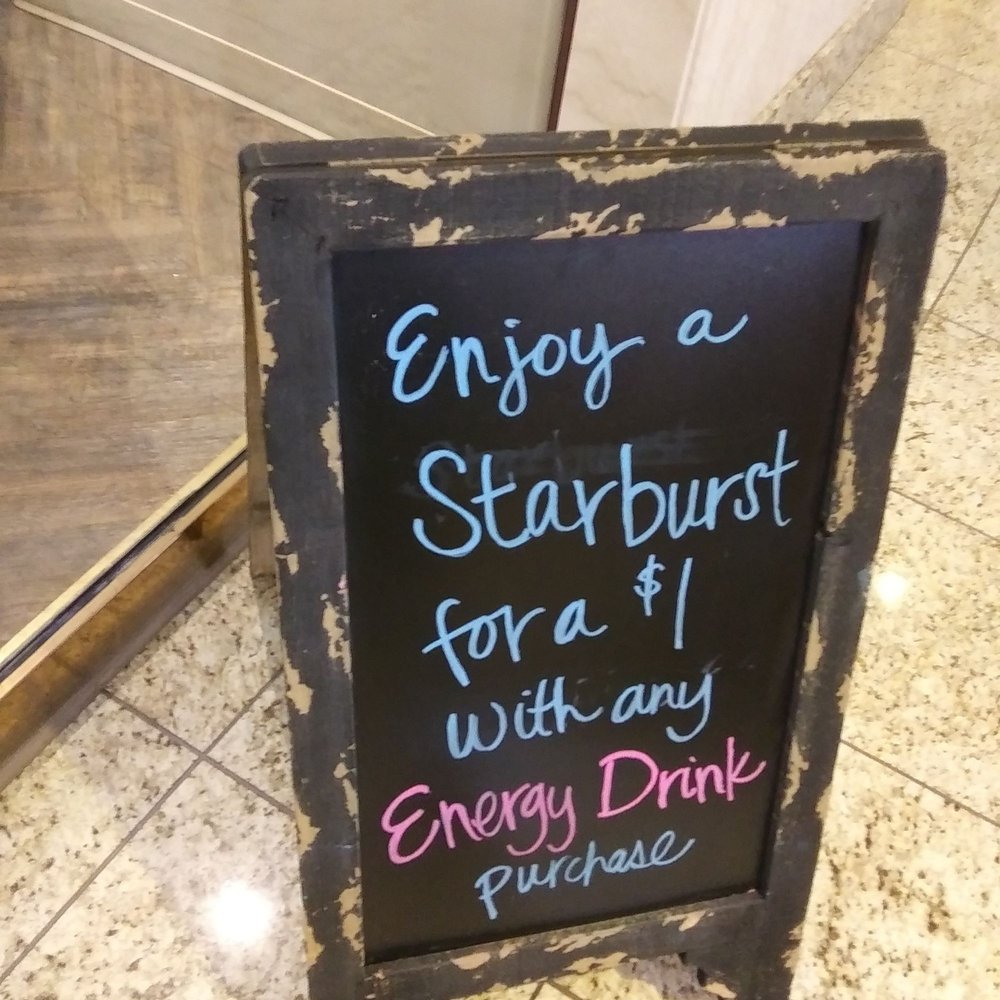 Enjoy a
Starburst
for a $1
with any
Energy Drink
purchase